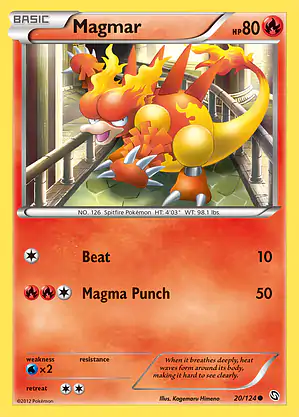 BASIC
Magmar
HP80
NO. 126 Spitfire Pokémon. HT: 4'03" WT: 98.1 lbs.
Beat 10
Magma Punch 50
weakness resistance
×2
retreat
When it breathes deeply, heat
waves form around its body,
making it hard to see clearly.
©2012 Pokémon
Illus. Kagemaru Himeno
20/124